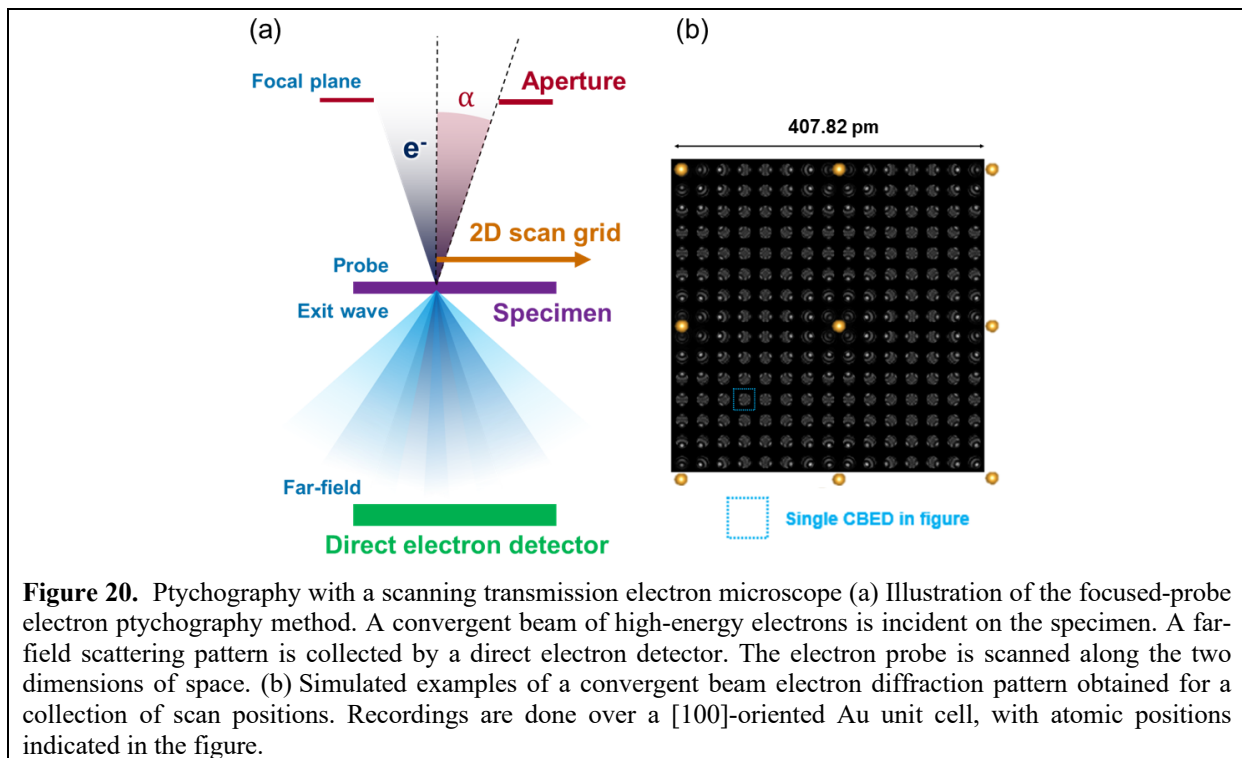 (a)
Focal plane
Aperture
α
e-
2D scan grid
Probe
Exit wave
Specimen
Far-field
Direct electron detector
(b)
407.82 pm
Single CBED in figure
Figure 20. Ptychography with a scanning transmission electron microscope (a) Illustration of the focused-probe
electron ptychography method. A convergent beam of high-energy electrons is incident on the specimen. A far-
field scattering pattern is collected by a direct electron detector. The electron probe is scanned along the two
dimensions of space. (b) Simulated examples of a convergent beam electron diffraction pattern obtained for a
collection of scan positions. Recordings are done over a [100]-oriented Au unit cell, with atomic positions
indicated in the figure.